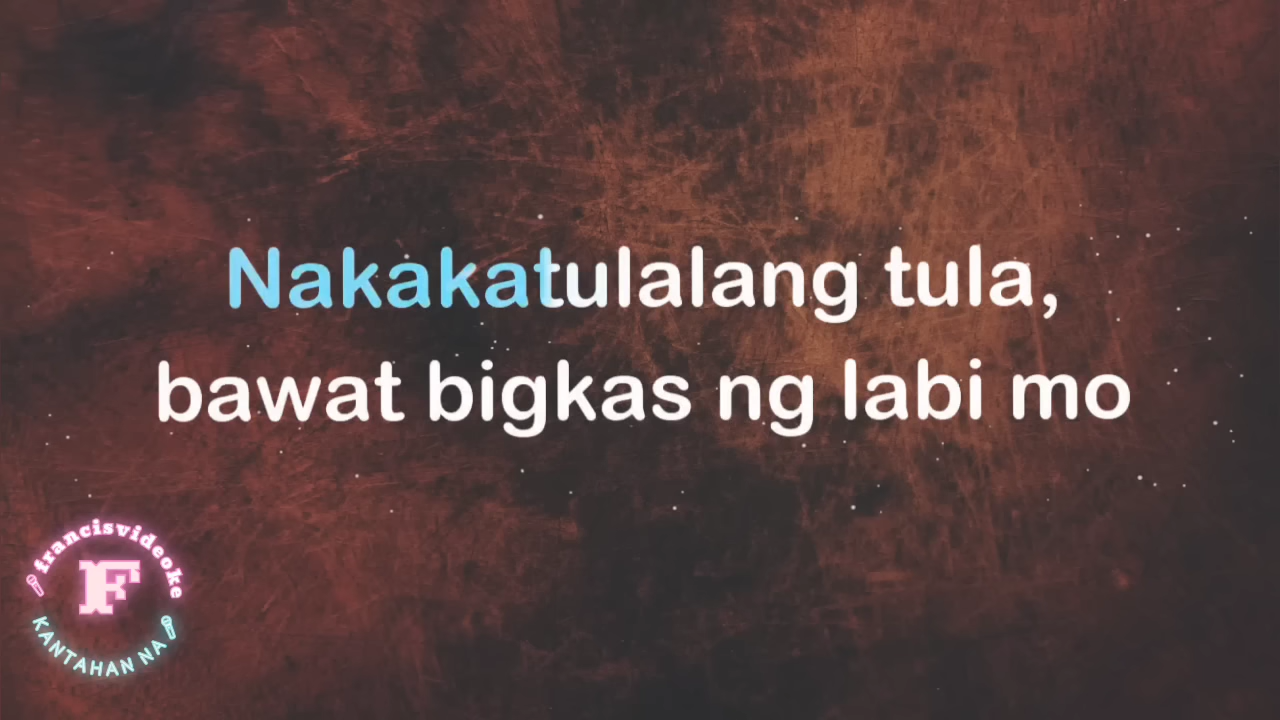 Nakakatulalang tula,
bawat bigkas ng labi mo
francisvideoke
F
KANTAHAN NA